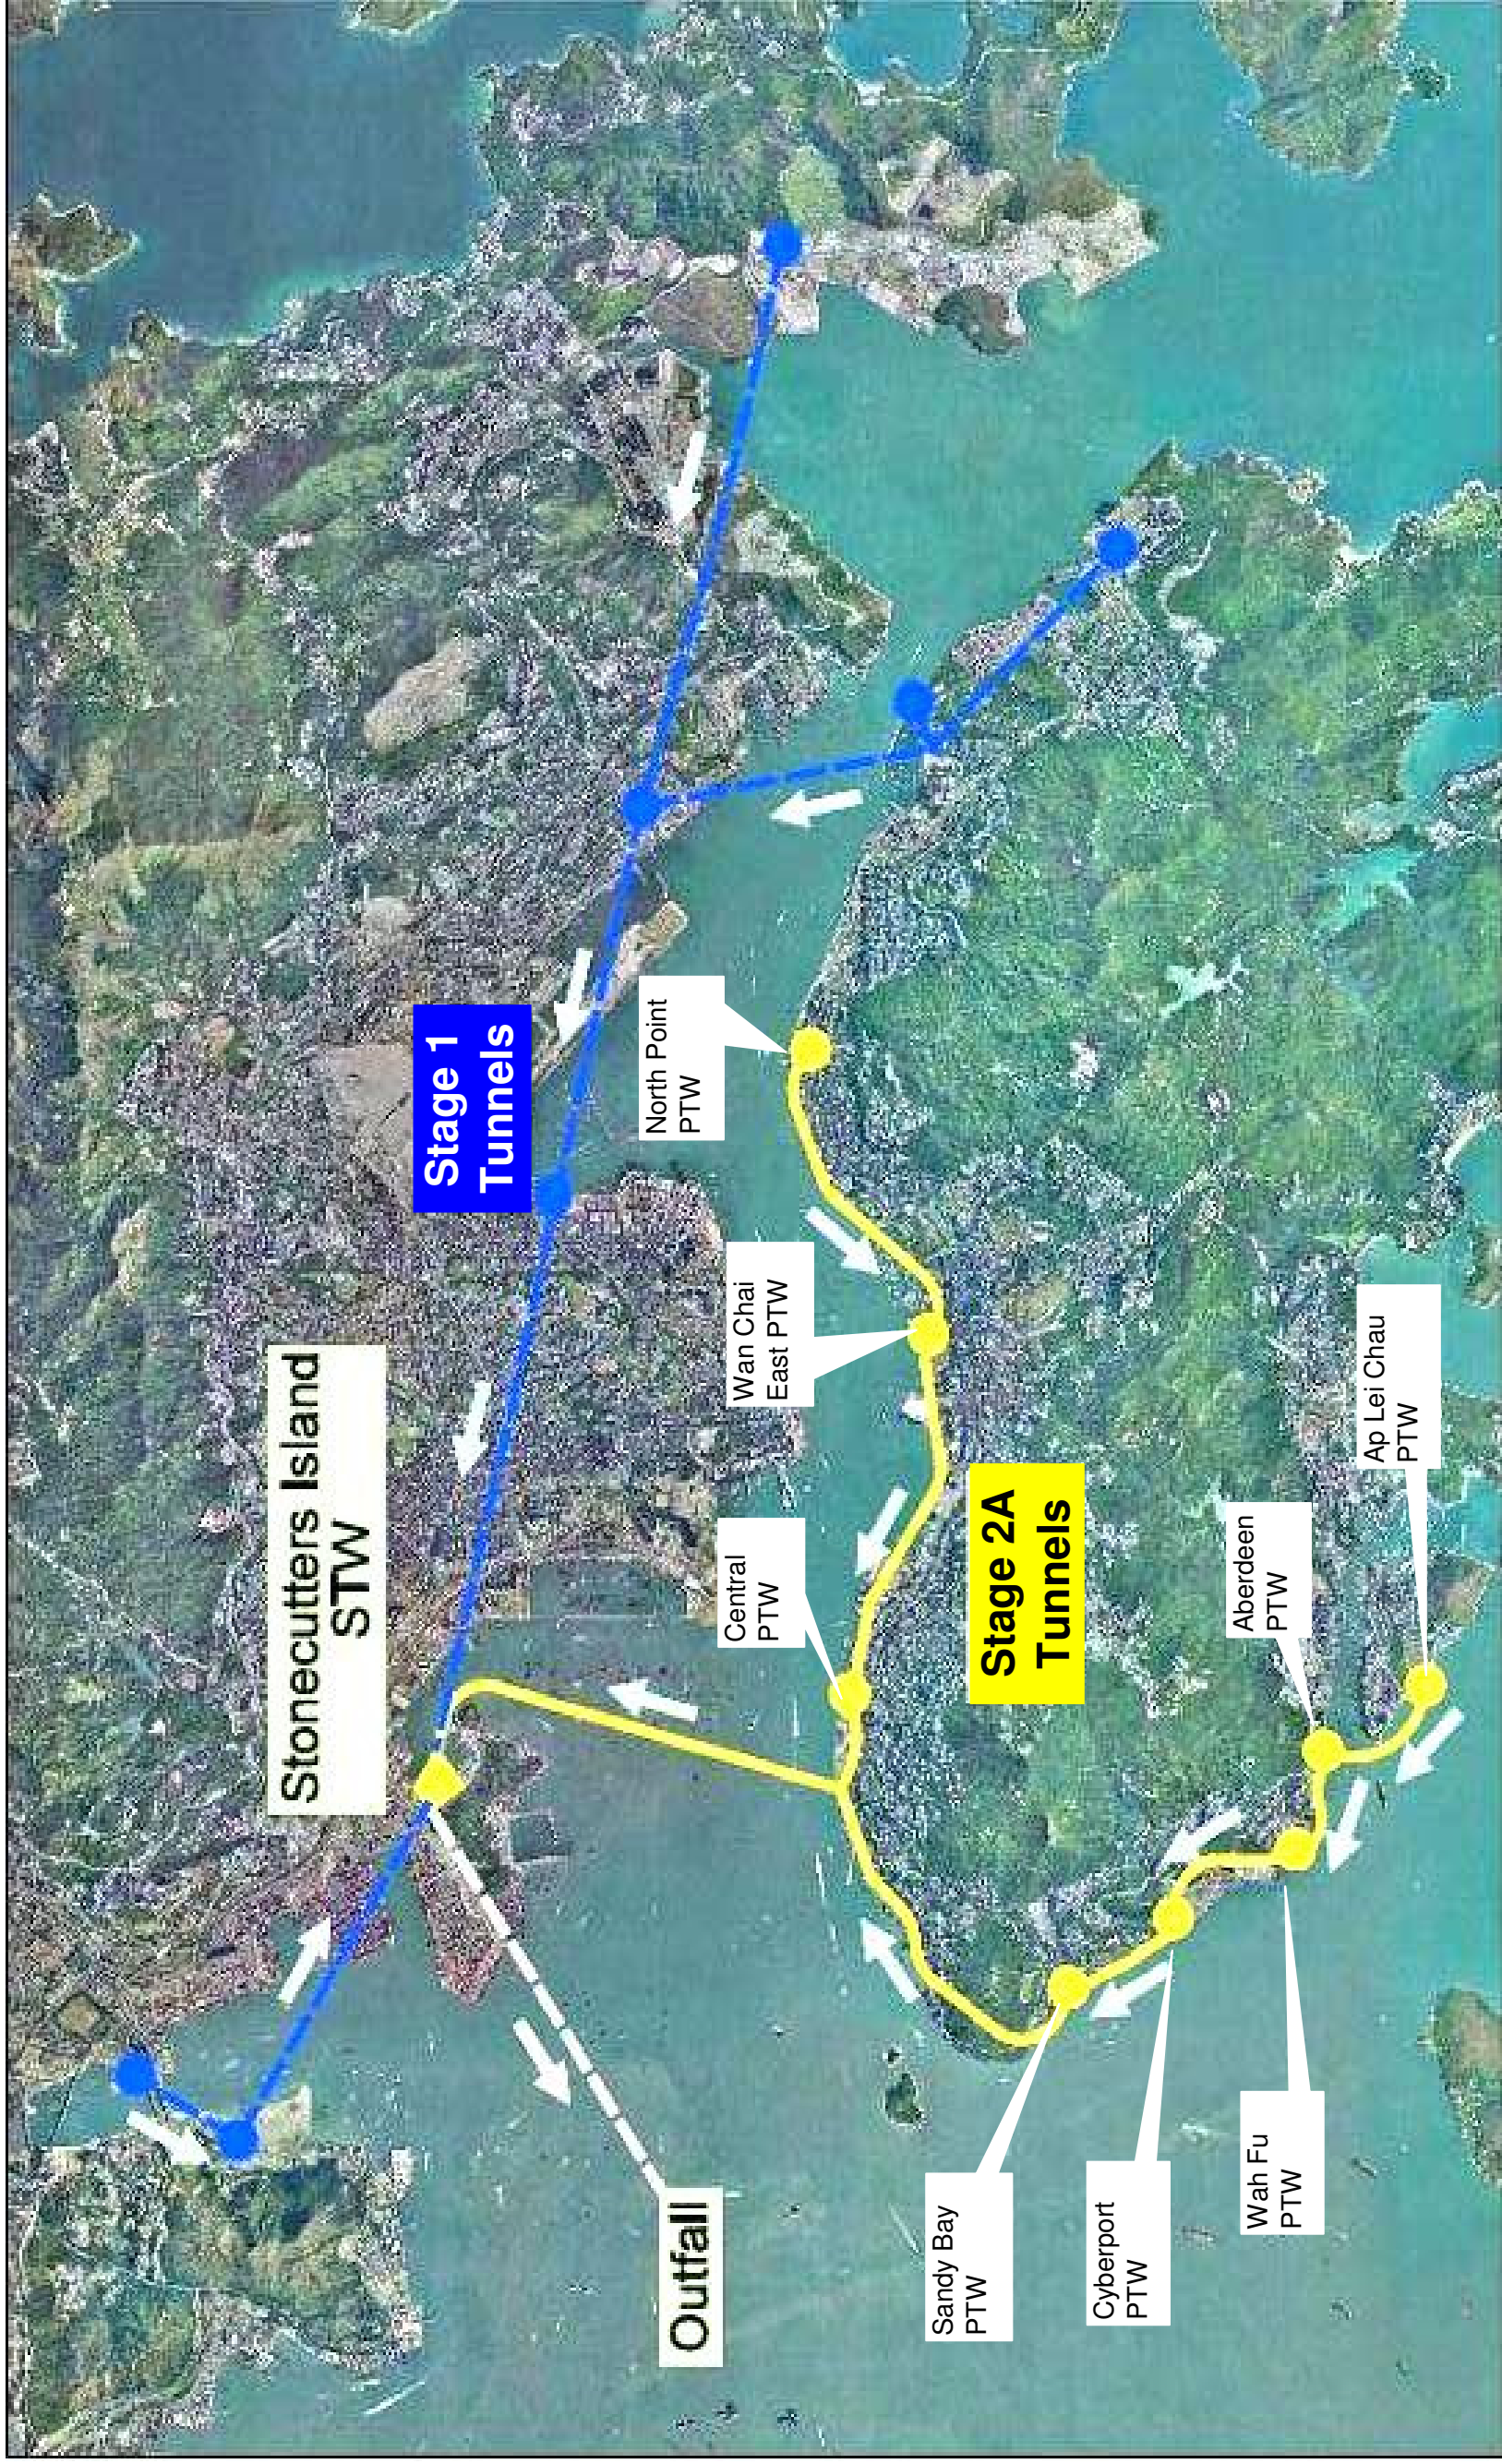 Stonecutters Island
STW
Stage 1
Tunnels
North Point
PTW
Wan Chai
East PTW
Central
PTW
Outfall
Stage 2A
Tunnels
Sandy Bay
PTW
Cyberport
PTW
Wah Fu
PTW
Aberdeen
PTW
Ap Lei Chau
PTW